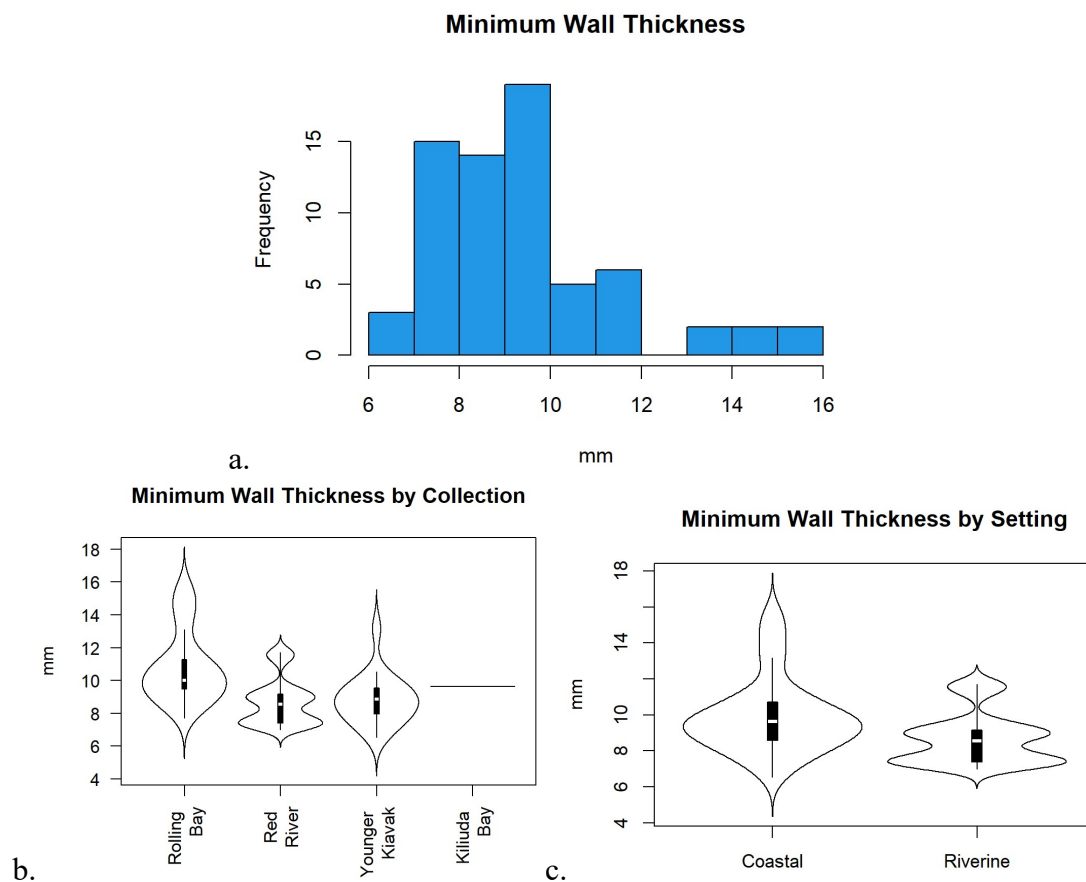 Minimum Wall Thickness
Frequency
0
5
10
15
6
8
10
12
14
16
mm
a.
Minimum Wall Thickness by Collection
mm
18
16
14
12
10
8
6
4
Rolling
Bay
Red
River
Younger
Kiavak
Kiliuda
Bay
b.
Minimum Wall Thickness by Setting
mm
18
14
10
8
6
4
Coastal
Riverine
c.